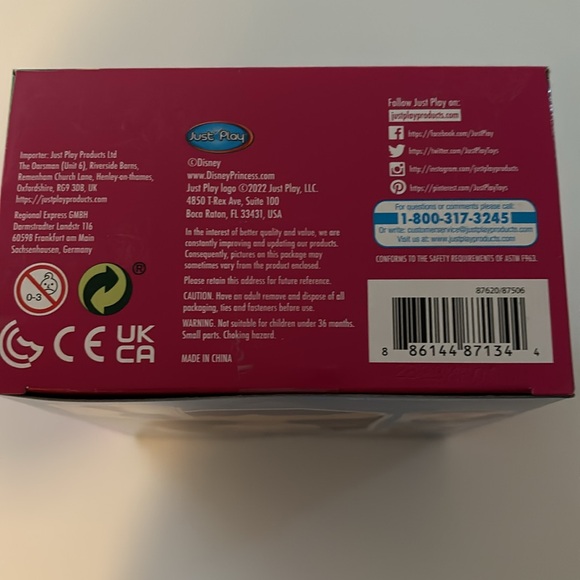 Importer: Just Play Products Ltd
The Oarsman (Unit 6), Riverside Barns,
Remenham Church Lane, Henley-on-thames,
Oxfordshire, RG9 3DB, UK
https://justplayproducts.com
Regional Express GMBH
Darmstadter Landstr 116
60598 Frankfurt am Main
Sachsenhausen, Germany
0-3
®
CE
UK
CA
Just Play
©Disney
www.DisneyPrincess.com
Just Play logo ©2022 Just Play, LLC.
4850 T-Rex Ave, Suite 100
Boca Raton, FL 33431, USA
In the interest of better quality and value, we are
constantly improving and updating our products.
Consequently, pictures on this package may
sometimes vary from the product enclosed.
Please retain this address for future reference.
CAUTION. Have an adult remove and dispose of all
packaging, ties and fasteners before use.
WARNING. Not suitable for children under 36 months.
Small parts. Choking hazard.
MADE IN CHINA
Follow Just Play on:
justplayproducts.com
https://facebook.com/JustPlay
https://twitter.com/JustPlay
http://instagram.com/justplayproducts
https://pinterest.com/JustPlayToys
For questions or comments please call:
1-800-317-3245
Or write: customerservice@justplayproducts.com
Visit us at: www.justplayproducts.com
CONFORMS TO THE SAFETY REQUIREMENTS OF ASTM F963.
87620/87506
8 86144 87134 4